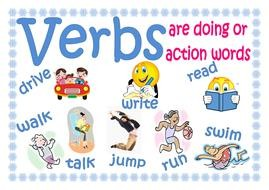 Verbs are doing or
action words
drive
write
read
walk
talk
jump
run
swim